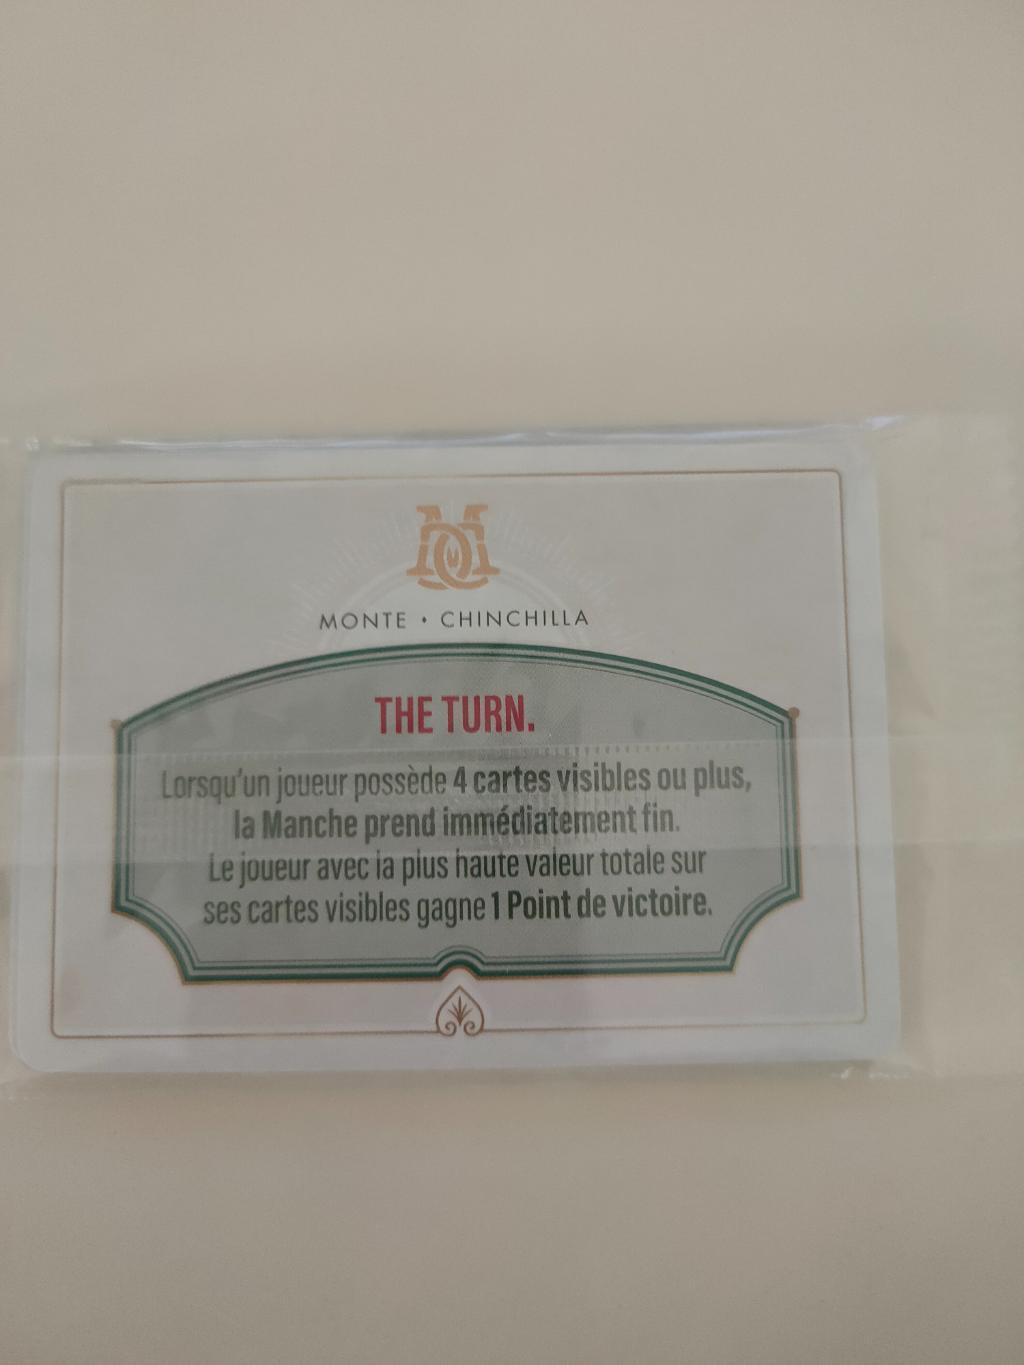 MONTE • CHINCHILLA
THE TURN.
Lorsqu'un joueur possède 4 cartes visibles ou plus,
la Manche prend immédiatement fin.
Le joueur avec la plus haute valeur totale sur
ses cartes visibles gagne 1 Point de victoire.